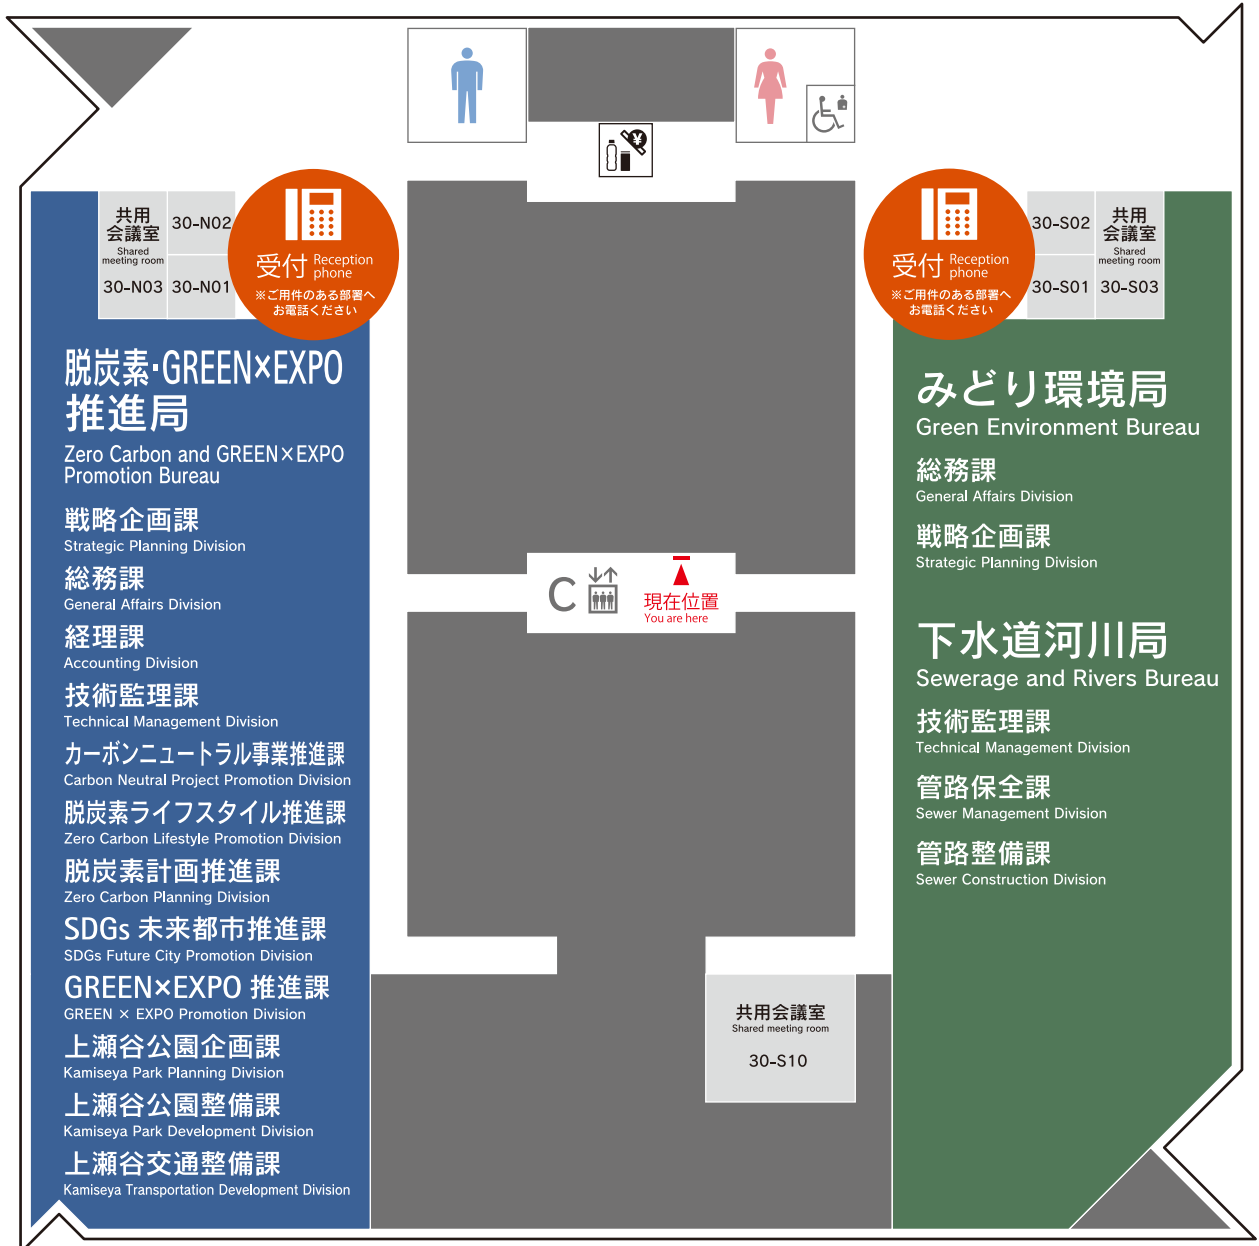 ¥
共用
会議室
Shared
meeting room
30-N03
30-N02
30-N01
受付 Reception
phone
※ご用件のある部署へ
お電話ください
脱炭素・GREEN×EXPO
推進局
Zero Carbon and GREEN×EXPO
Promotion Bureau
戦略企画課
Strategic Planning Division
総務課
General Affairs Division
経理課
Accounting Division
技術監理課
Technical Management Division
カーボンニュートラル事業推進課
Carbon Neutral Project Promotion Division
脱炭素ライフスタイル推進課
Zero Carbon Lifestyle Promotion Division
脱炭素計画推進課
Zero Carbon Planning Division
SDGs 未来都市推進課
SDGs Future City Promotion Division
GREEN×EXPO 推進課
GREEN × EXPO Promotion Division
上瀬谷公園企画課
Kamiseya Park Planning Division
上瀬谷公園整備課
Kamiseya Park Development Division
上瀬谷交通整備課
Kamiseya Transportation Development Division
C
現在位置
You are here
共用会議室
Shared meeting room
30-S10
受付 Reception
phone
※ご用件のある部署へ
お電話ください
30-S02
30-S01
共用
会議室
Shared
meeting room
30-S03
みどり環境局
Green Environment Bureau
総務課
General Affairs Division
戦略企画課
Strategic Planning Division
下水道河川局
Sewerage and Rivers Bureau
技術監理課
Technical Management Division
管路保全課
Sewer Management Division
管路整備課
Sewer Construction Division